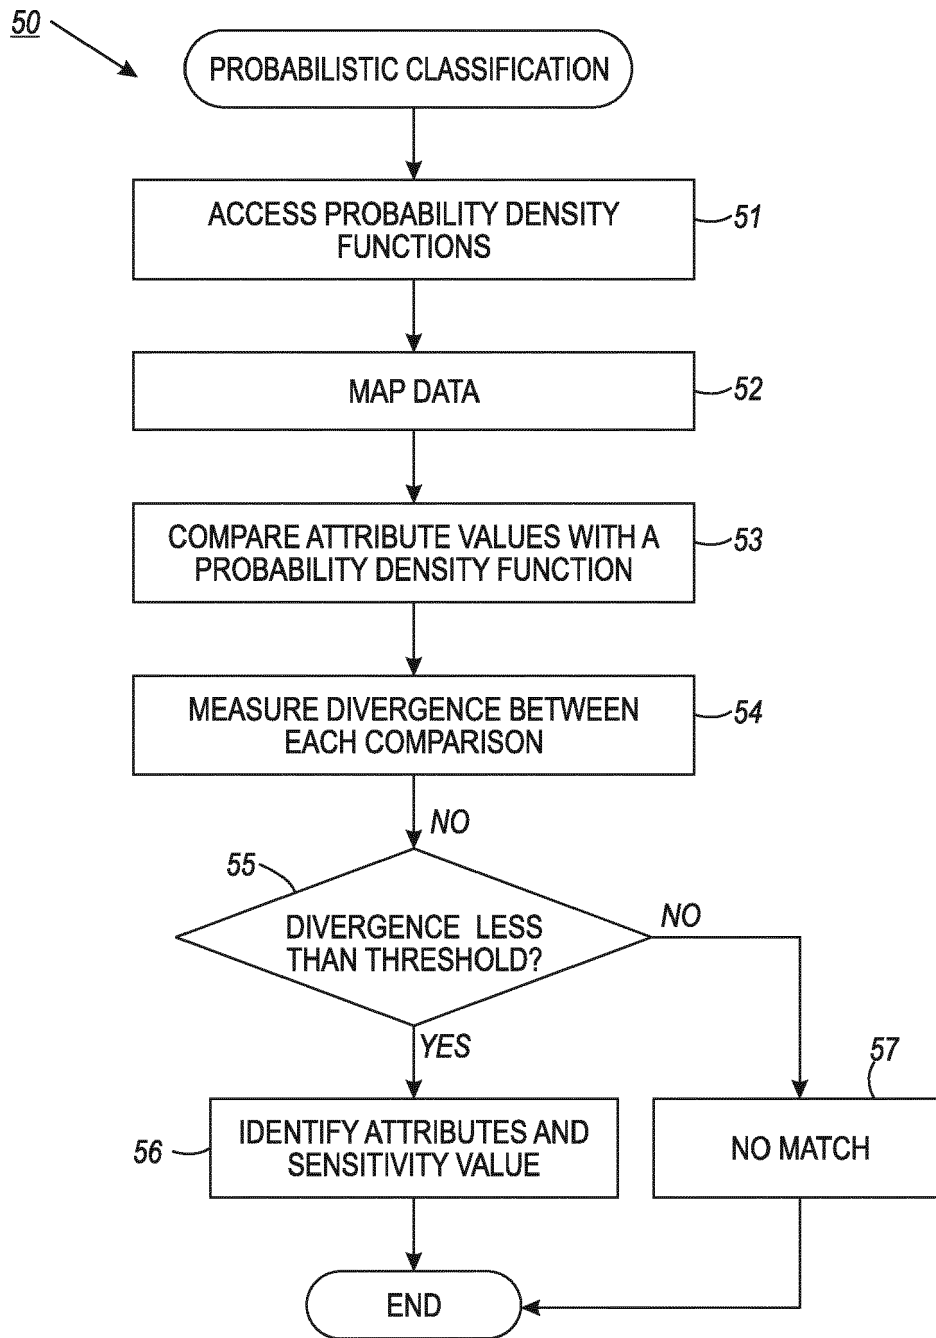 50
PROBABILISTIC CLASSIFICATION
ACCESS PROBABILITY DENSITY
FUNCTIONS
51
MAP DATA
52
COMPARE ATTRIBUTE VALUES WITH A
PROBABILITY DENSITY FUNCTION
53
MEASURE DIVERGENCE BETWEEN
EACH COMPARISON
54
NO
55
DIVERGENCE LESS
THAN THRESHOLD?
NO
YES
56
IDENTIFY ATTRIBUTES AND
SENSITIVITY VALUE
57
NO MATCH
END